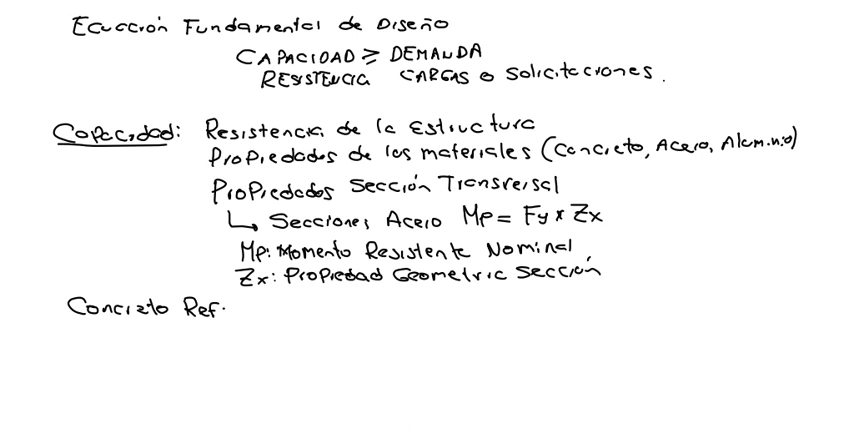 Ecuación Fundamental de Diseño
CAPACIDAD ≥ DEMANDA
RESISTENCIA CARGAS o Solicitaciones.
Capacidad: Resistencia de la Estructura
Propiedades de los materiales (Concreto, Acero, Aluminio)
Propiedades Sección Transversal
↳ Secciones Acero Mp = Fy x Zx
Mp: Momento Resistente Nominal
Zx: Propiedad Geometric Sección
Concreto Ref.